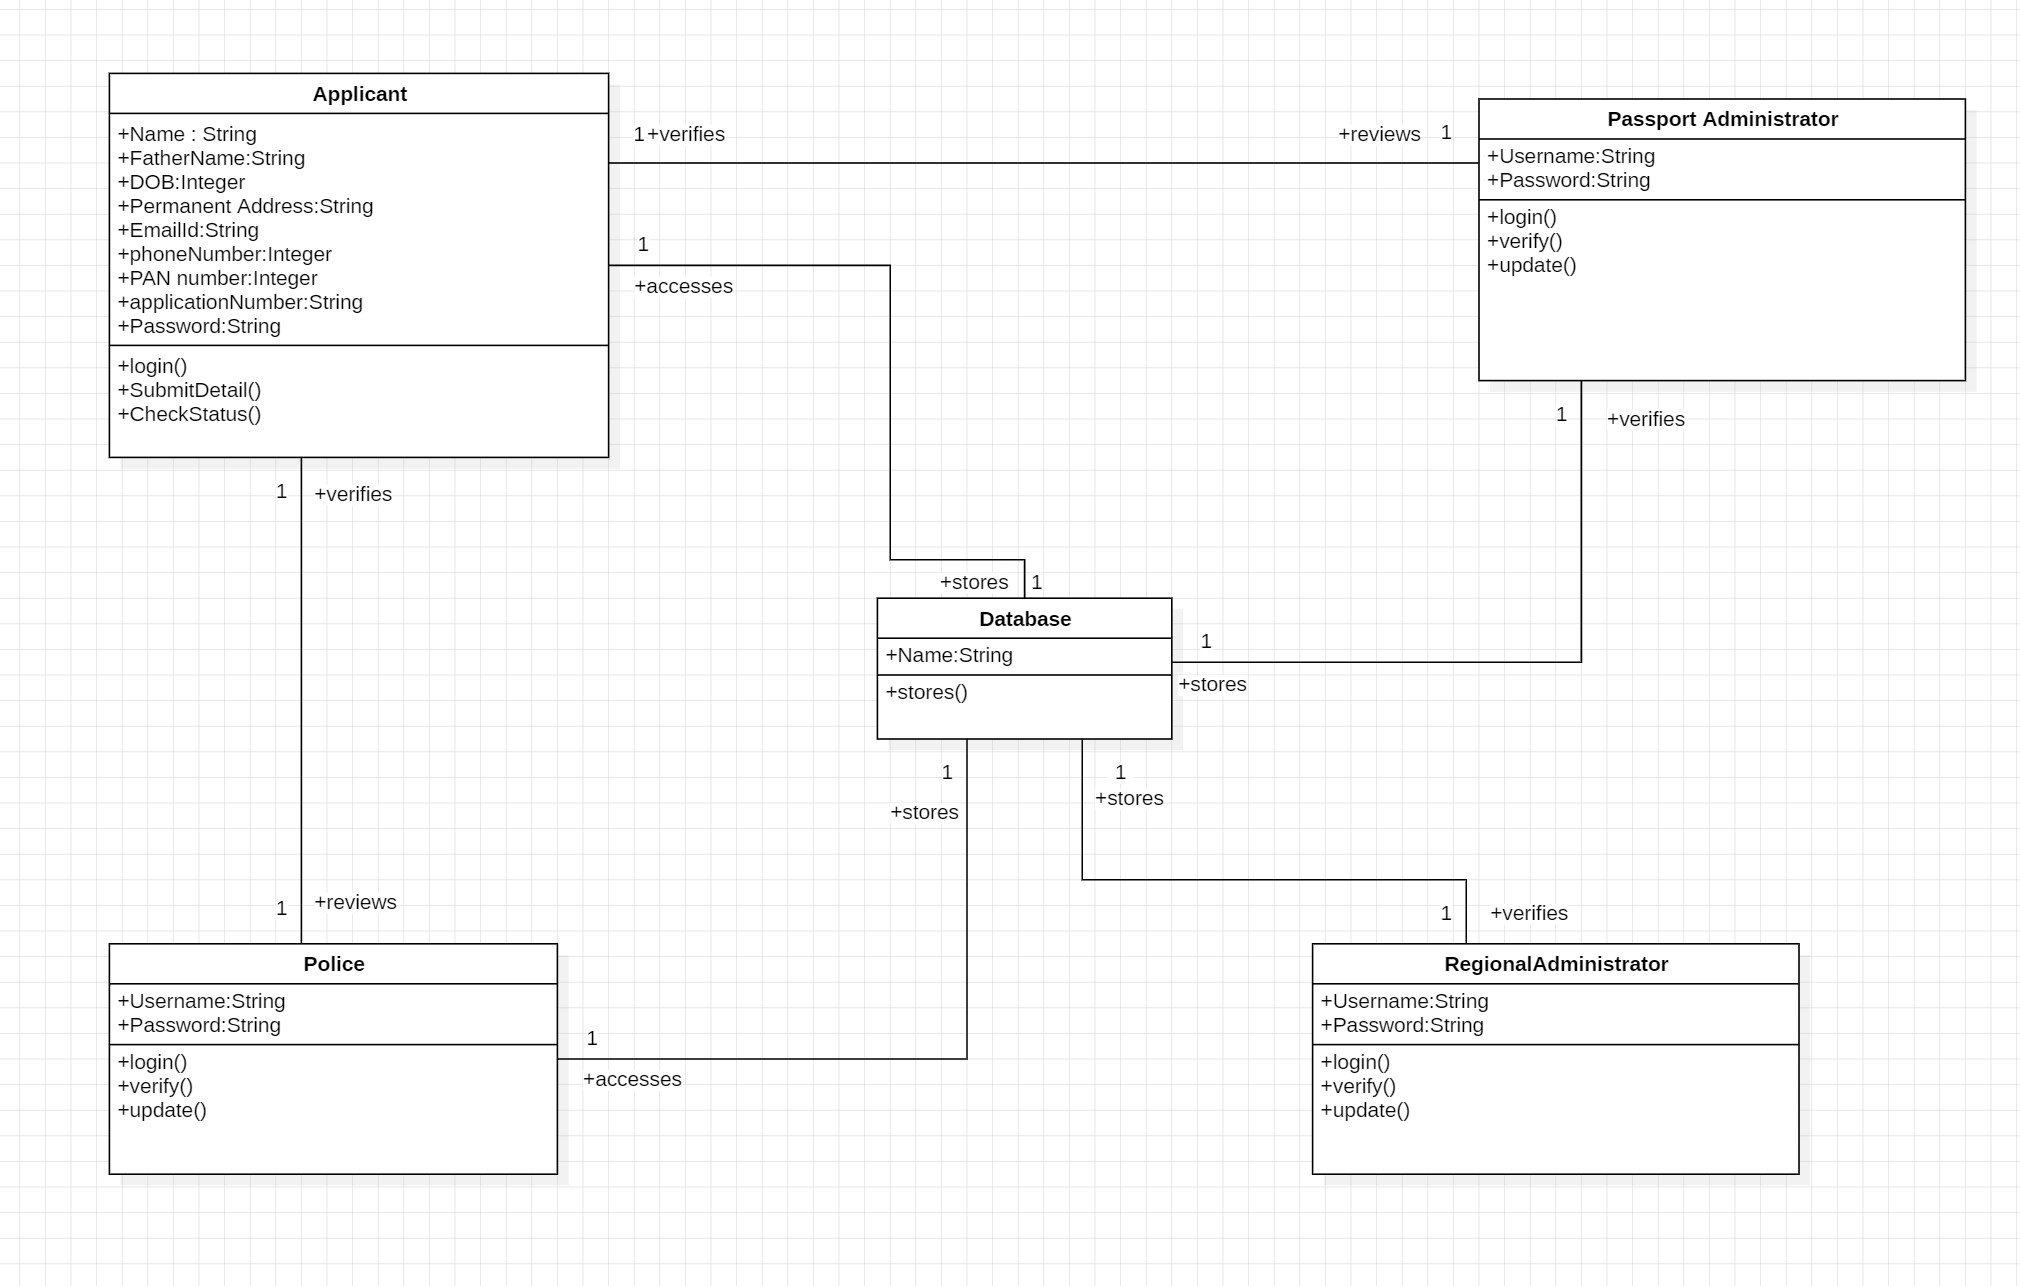 Applicant
+Name : String
+FatherName:String
+DOB:Integer
+Permanent Address:String
+EmailId:String
+phoneNumber:Integer
+PAN number:Integer
+applicationNumber:String
+Password:String
+login()
+SubmitDetail()
+CheckStatus()
1 +verifies
+reviews 1
Passport Administrator
+Username:String
+Password:String
+login()
+verify()
+update()
1
+accesses
1 +verifies
1 +verifies
+stores 1
Database
+Name:String
+stores()
1
+stores
1
+stores
1
+stores
1 +reviews
Police
+Username:String
+Password:String
+login()
+verify()
+update()
1
+accesses
1 +verifies
RegionalAdministrator
+Username:String
+Password:String
+login()
+verify()
+update()